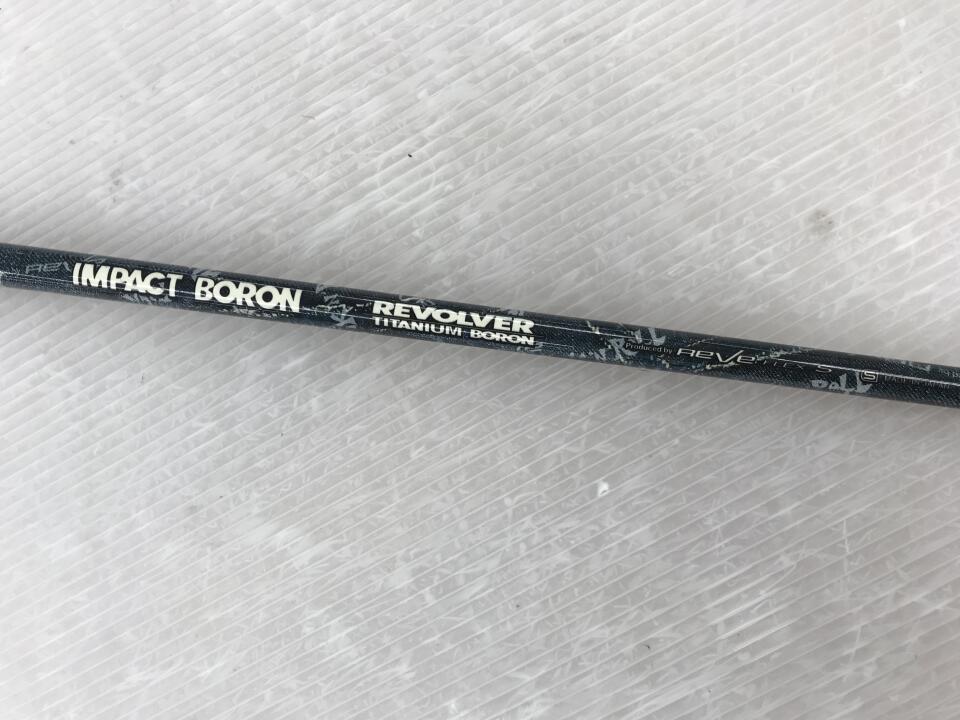 IMPACT BORON
REVOLVER
TITANIUM BORON
Produced by
S